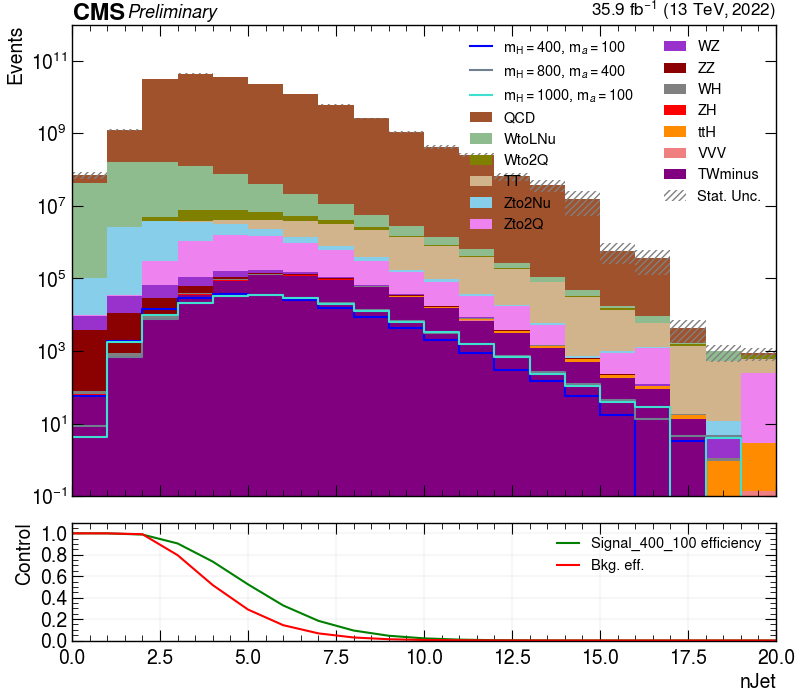 CMS Preliminary
35.9 fb⁻¹ (13 TeV, 2022)
Events
10¹¹
10⁹
10⁷
10⁵
10³
10¹
10⁻¹
m_H = 400, m_a = 100
m_H = 800, m_a = 400
m_H = 1000, m_a = 100
QCD
WtoLNu
Wto2Q
TT
Zto2Nu
Zto2Q
WZ
ZZ
WH
ZH
ttH
VVV
TWminus
Stat. Unc.
Control
1.0
0.8
0.6
0.4
0.2
0.0
Signal_400_100 efficiency
Bkg. eff.
0.0 2.5 5.0 7.5 10.0 12.5 15.0 17.5 20.0
nJet